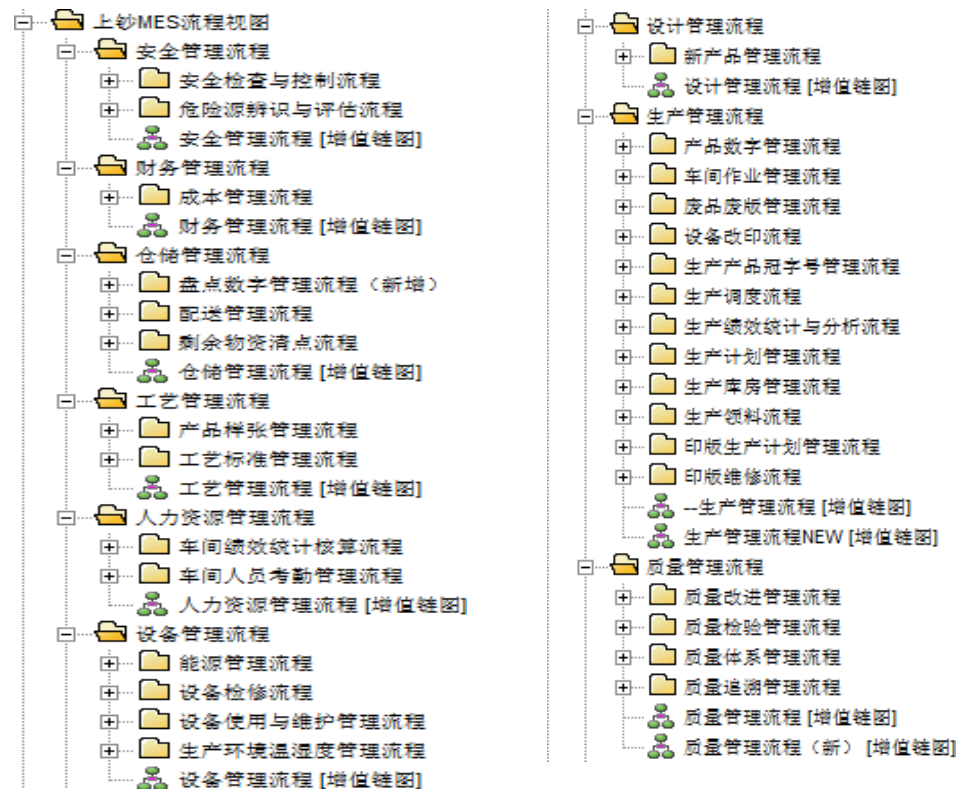 上钞MES流程视图
安全管理流程
安全检查与控制流程
危险源辨识与评估流程
安全管理流程 [增值链图]
财务管理流程
成本管理流程
财务管理流程 [增值链图]
仓储管理流程
盘点数字管理流程（新增）
配送管理流程
剩余物资清点流程
仓储管理流程 [增值链图]
工艺管理流程
产品样张管理流程
工艺标准管理流程
工艺管理流程 [增值链图]
人力资源管理流程
车间绩效统计核算流程
车间人员考勤管理流程
人力资源管理流程 [增值链图]
设备管理流程
能源管理流程
设备检修流程
设备使用与维护管理流程
生产环境温湿度管理流程
设备管理流程 [增值链图]
设计管理流程
新产品管理流程
设计管理流程 [增值链图]
生产管理流程
产品数字管理流程
车间作业管理流程
废品废版管理流程
设备改印流程
生产产品冠字号管理流程
生产调度流程
生产绩效统计与分析流程
生产计划管理流程
生产库房管理流程
生产领料流程
印版生产计划管理流程
印版维修流程
--生产管理流程 [增值链图]
生产管理流程NEW [增值链图]
质量管理流程
质量改进管理流程
质量检验管理流程
质量体系管理流程
质量追溯管理流程
质量管理流程 [增值链图]
质量管理流程（新） [增值链图]